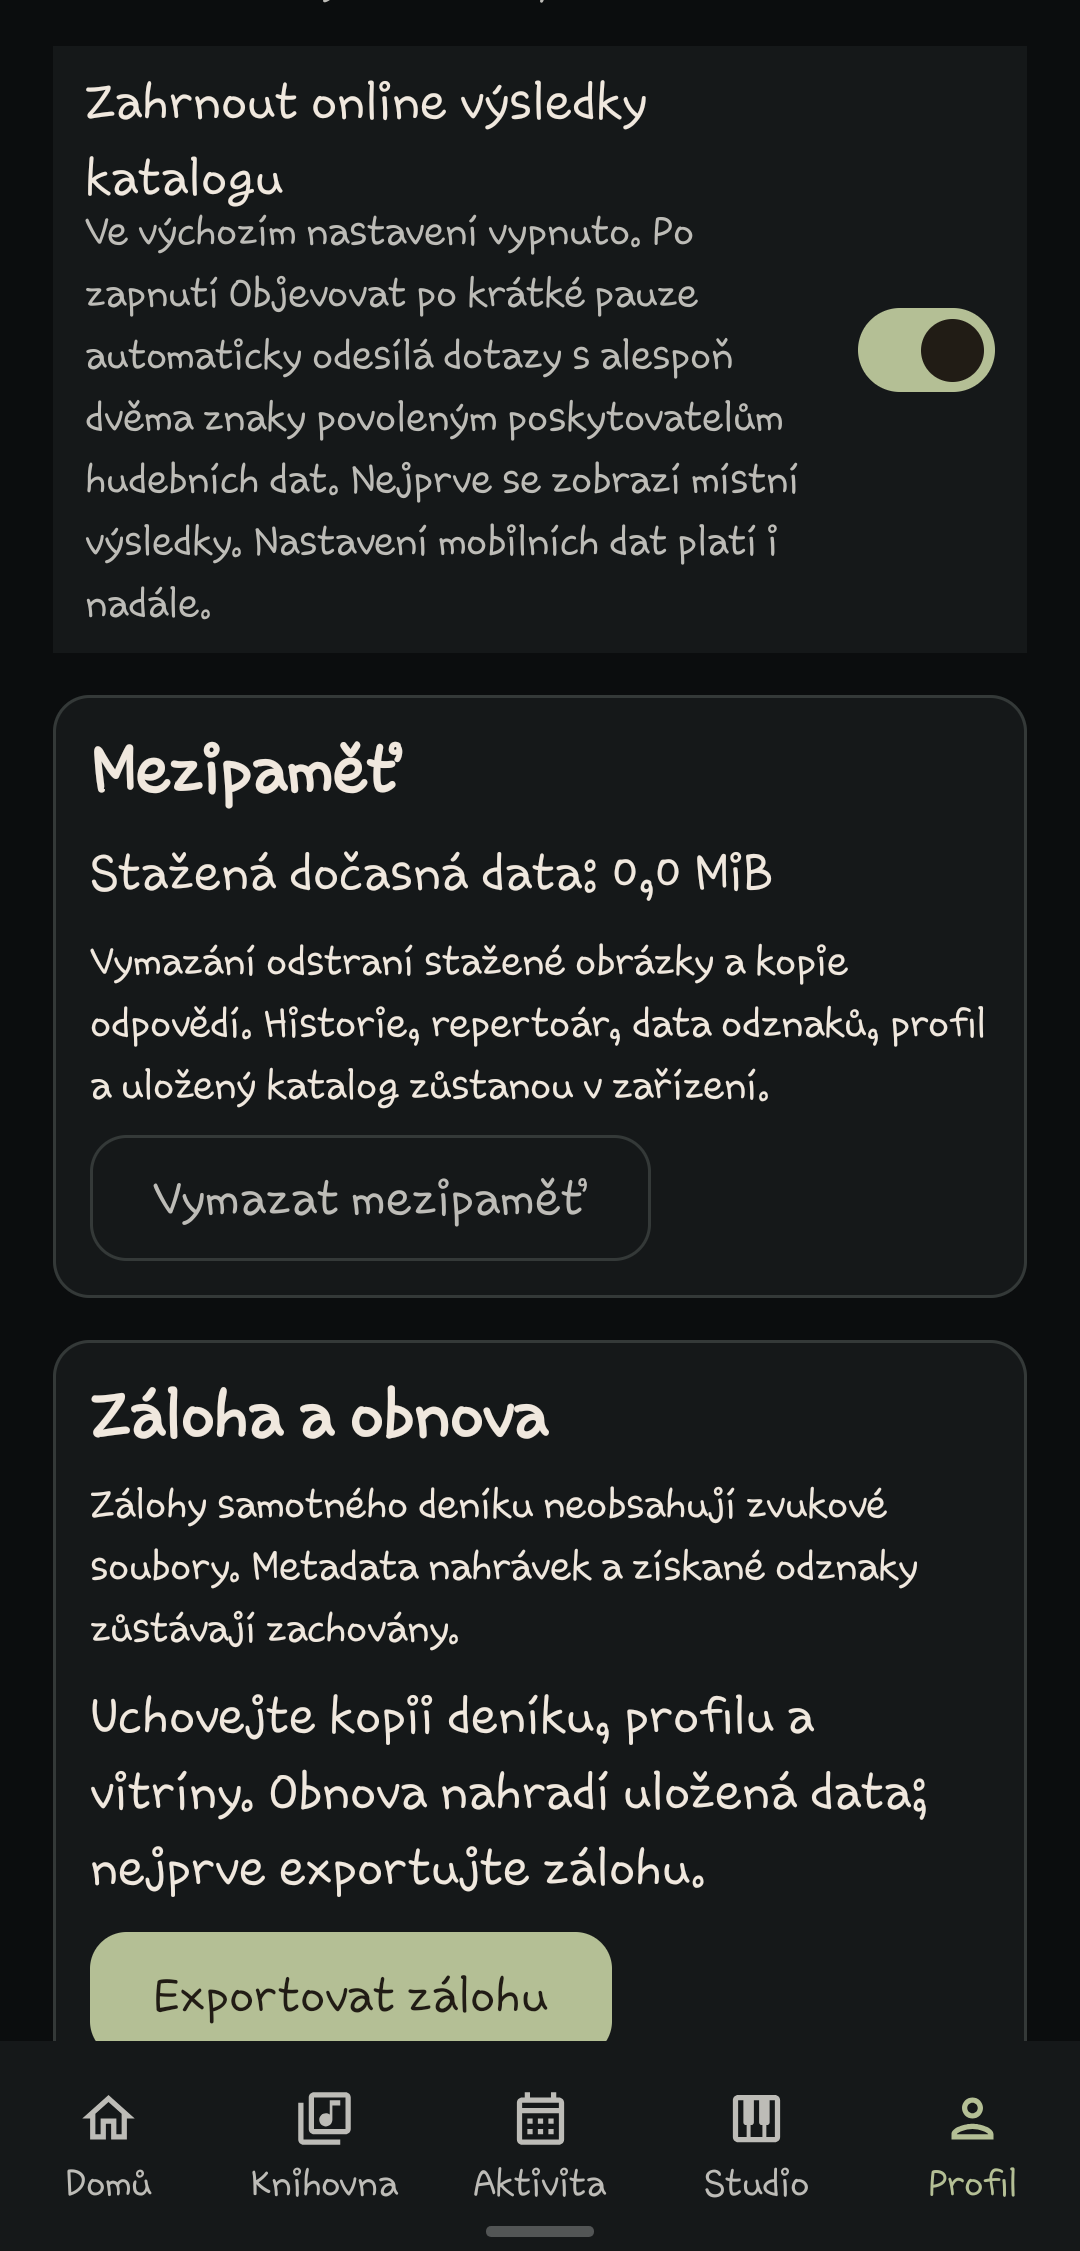 Zahrnout online výsledky
katalogu
Ve výchozím nastavení vypnuto. Po
zapnutí Objevovat po krátké pauze
automaticky odesílá dotazy s alespoň
dvěma znaky povoleným poskytovatelům
hudebních dat. Nejprve se zobrazí místní
výsledky. Nastavení mobilních dat platí i
nadále.
Mezipaměť
Stažená dočasná data: 0,0 MiB
Vymazání odstraní stažené obrázky a kopie
odpovědí. Historie, repertoár, data odznaků, profil
a uložený katalog zůstanou v zařízení.
Vymazat mezipaměť
Záloha a obnova
Zálohy samotného deníku neobsahují zvukové
soubory. Metadata nahrávek a získané odznaky
zůstávají zachovány.
Uchovejte kopii deníku, profilu a
vitríny. Obnova nahradí uložená data;
nejprve exportujte zálohu.
Exportovat zálohu
Domů
Knihovna
Aktivita
Studio
Profil